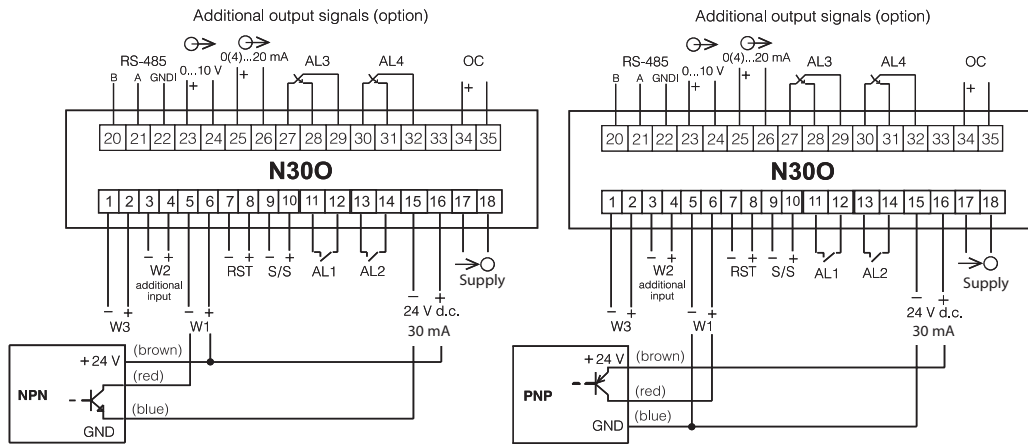 Additional output signals (option)
RS-485
B A GNDI
0...10 V
+
0(4)...20 mA
+
AL3
AL4
OC
+
20 21 22 23 24 25 26 27 28 29 30 31 32 33 34 35
N30O
1 2 3 4 5 6 7 8 9 10 11 12 13 14 15 16 17 18
− + − + − +
W2
additional
input
RST
S/S
AL1
AL2
Supply
− +
W3
− +
W1
− +
24 V d.c.
30 mA
NPN
+ 24 V
(brown)
(red)
(blue)
GND
Additional output signals (option)
RS-485
B A GNDI
0...10 V
+
0(4)...20 mA
+
AL3
AL4
OC
+
20 21 22 23 24 25 26 27 28 29 30 31 32 33 34 35
N30O
1 2 3 4 5 6 7 8 9 10 11 12 13 14 15 16 17 18
− + − + − +
W2
additional
input
RST
S/S
AL1
AL2
Supply
− +
W3
− +
W1
− +
24 V d.c.
30 mA
PNP
+ 24 V
(brown)
(red)
(blue)
GND